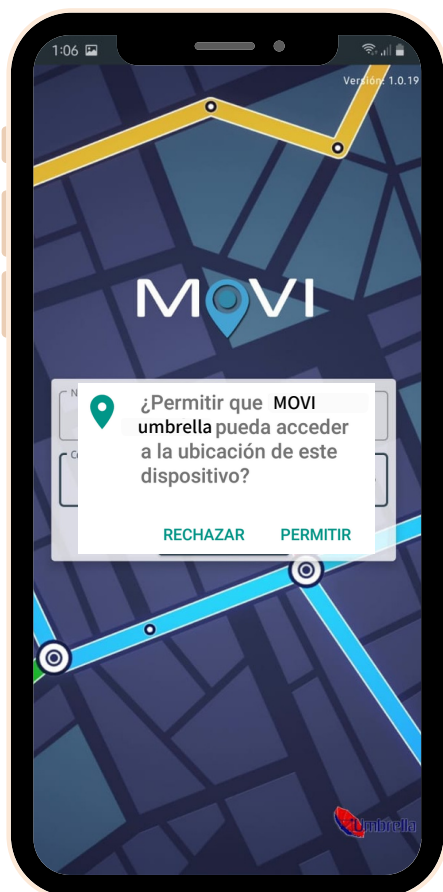 1:06
Versión: 1.0.19
MOVI
N
¿Permitir que MOVI
umbrella pueda acceder
a la ubicación de este
dispositivo?
Co
RECHAZAR PERMITIR
Umbrella